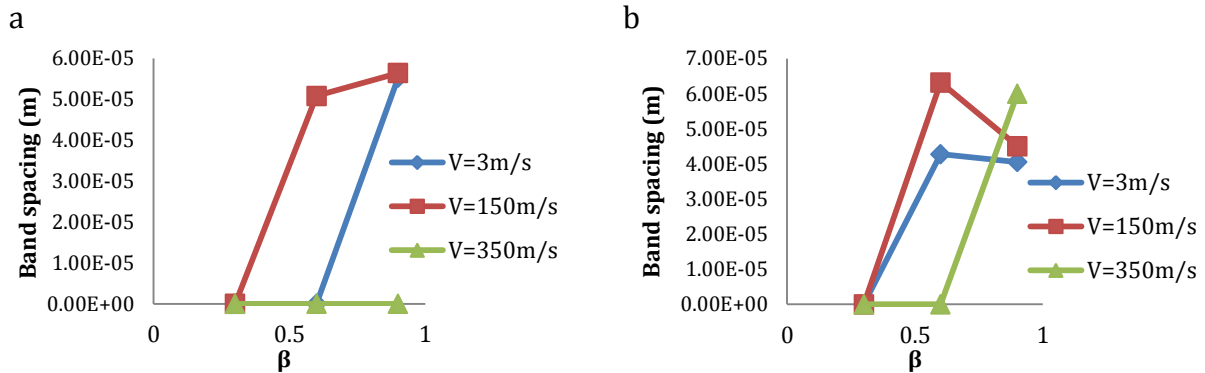 a
Band spacing (m)
6.00E-05
5.00E-05
4.00E-05
3.00E-05
2.00E-05
1.00E-05
0.00E+00
0
0.5
1
β
V=3m/s
V=150m/s
V=350m/s
b
Band spacing (m)
7.00E-05
6.00E-05
5.00E-05
4.00E-05
3.00E-05
2.00E-05
1.00E-05
0.00E+00
0
0.5
1
β
V=3m/s
V=150m/s
V=350m/s